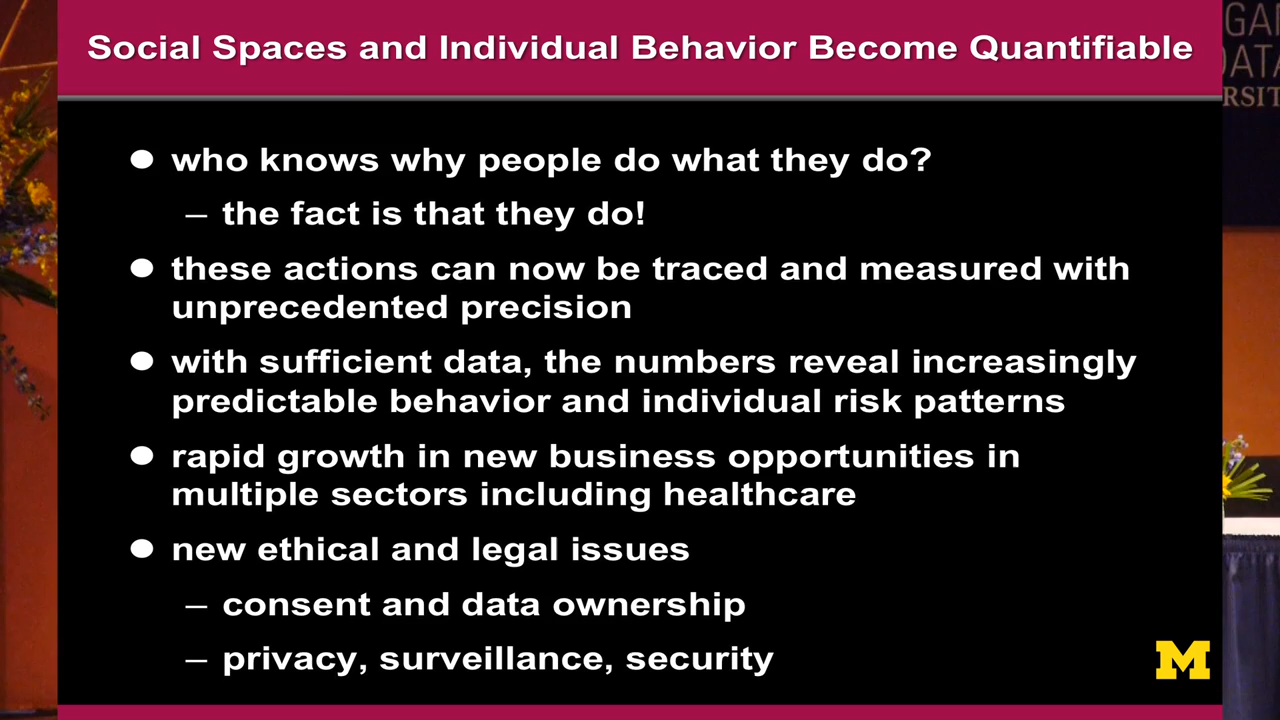 Social Spaces and Individual Behavior Become Quantifiable
● who knows why people do what they do?
– the fact is that they do!
● these actions can now be traced and measured with
unprecedented precision
● with sufficient data, the numbers reveal increasingly
predictable behavior and individual risk patterns
● rapid growth in new business opportunities in
multiple sectors including healthcare
● new ethical and legal issues
– consent and data ownership
– privacy, surveillance, security
M